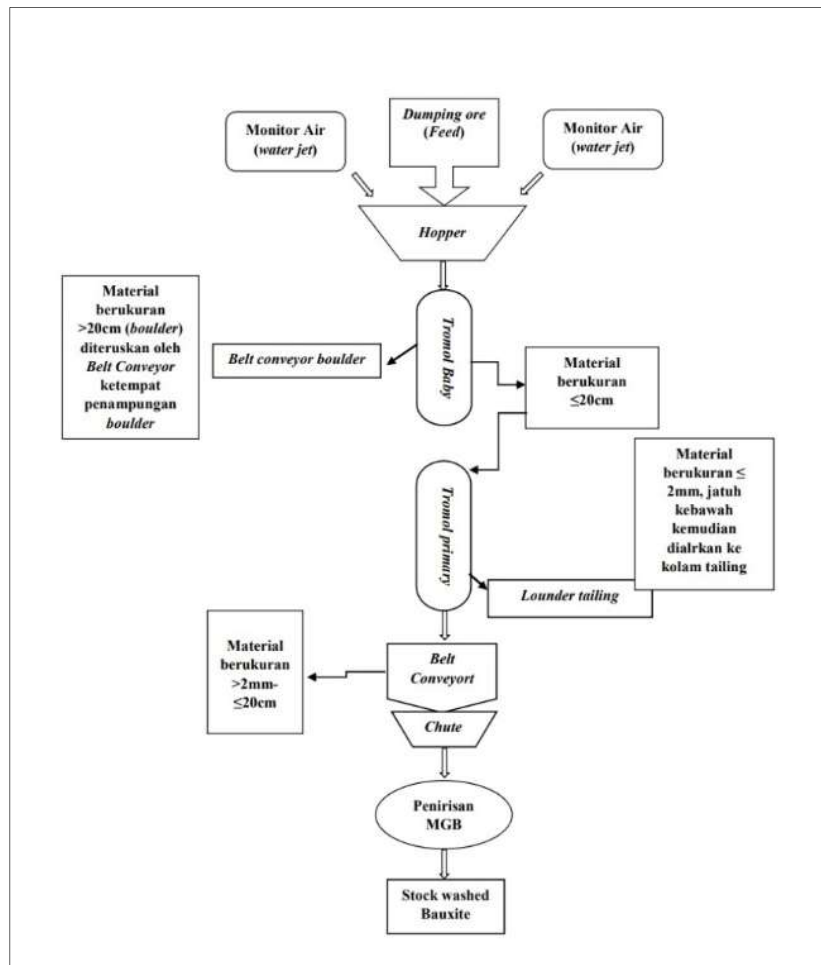 Monitor Air
(water jet)
Dumping ore
(Feed)
Monitor Air
(water jet)
Hopper
Material
berukuran
>20cm (boulder)
diteruskan oleh
Belt Conveyor
ketempat
penampungan
boulder
Belt conveyor boulder
Tromol Baby
Material
berukuran
≤20cm
Tromol primary
Material
berukuran ≤
2mm, jatuh
kebawah
kemudian
dialrkan ke
kolam tailing
Lounder tailing
Material
berukuran
>2mm-
≤20cm
Belt
Conveyort
Chute
Penirisan
MGB
Stock washed
Bauxite